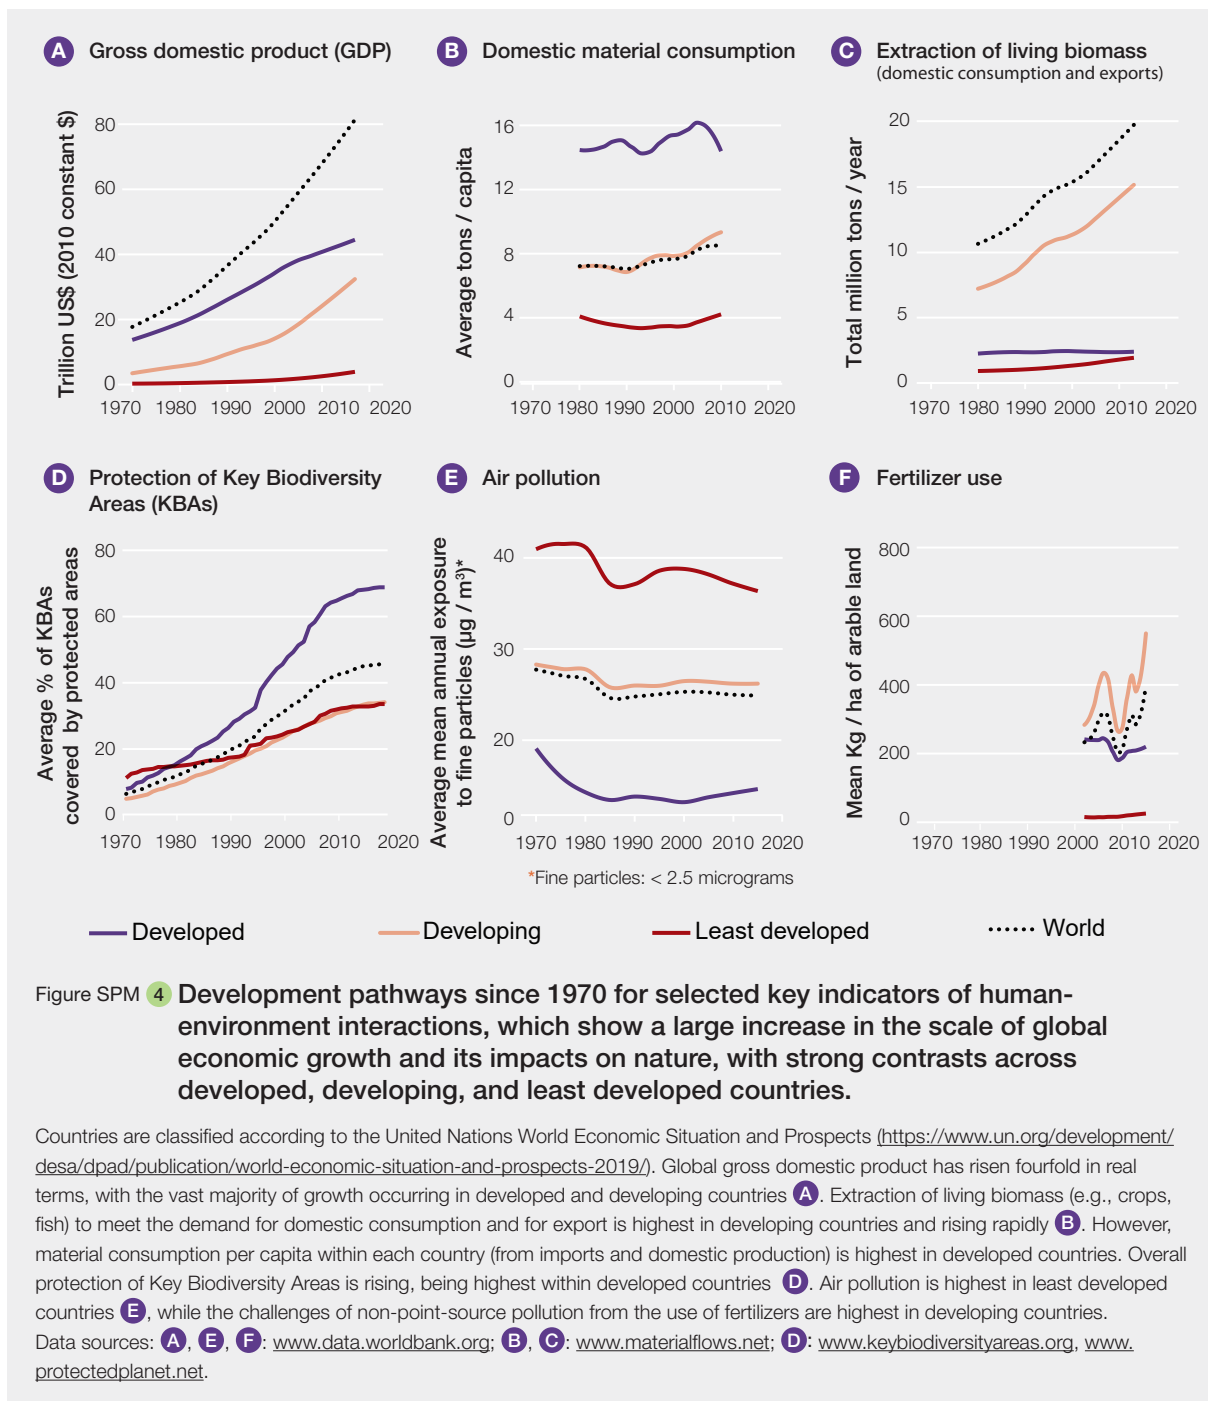 A Gross domestic product (GDP)
Trillion US$ (2010 constant $)
80
60
40
20
0
1970 1980 1990 2000 2010 2020
B Domestic material consumption
Average tons / capita
16
12
8
4
0
1970 1980 1990 2000 2010 2020
C Extraction of living biomass
(domestic consumption and exports)
Total million tons / year
20
15
10
5
0
1970 1980 1990 2000 2010 2020
D Protection of Key Biodiversity
Areas (KBAs)
Average % of KBAs
covered by protected areas
80
60
40
20
0
1970 1980 1990 2000 2010 2020
E Air pollution
Average mean annual exposure
to fine particles (µg / m³)*
40
30
20
0
1970 1980 1990 2000 2010 2020
*Fine particles: < 2.5 micrograms
F Fertilizer use
Mean Kg / ha of arable land
800
600
400
200
0
1970 1980 1990 2000 2010 2020
Developed Developing Least developed World
Figure SPM 4 Development pathways since 1970 for selected key indicators of human-
environment interactions, which show a large increase in the scale of global
economic growth and its impacts on nature, with strong contrasts across
developed, developing, and least developed countries.
Countries are classified according to the United Nations World Economic Situation and Prospects (https://www.un.org/development/
desa/dpad/publication/world-economic-situation-and-prospects-2019/). Global gross domestic product has risen fourfold in real
terms, with the vast majority of growth occurring in developed and developing countries A. Extraction of living biomass (e.g., crops,
fish) to meet the demand for domestic consumption and for export is highest in developing countries and rising rapidly B. However,
material consumption per capita within each country (from imports and domestic production) is highest in developed countries. Overall
protection of Key Biodiversity Areas is rising, being highest within developed countries D. Air pollution is highest in least developed
countries E, while the challenges of non-point-source pollution from the use of fertilizers are highest in developing countries.
Data sources: A, E, F: www.data.worldbank.org; B, C: www.materialflows.net; D: www.keybiodiversityareas.org, www.
protectedplanet.net.